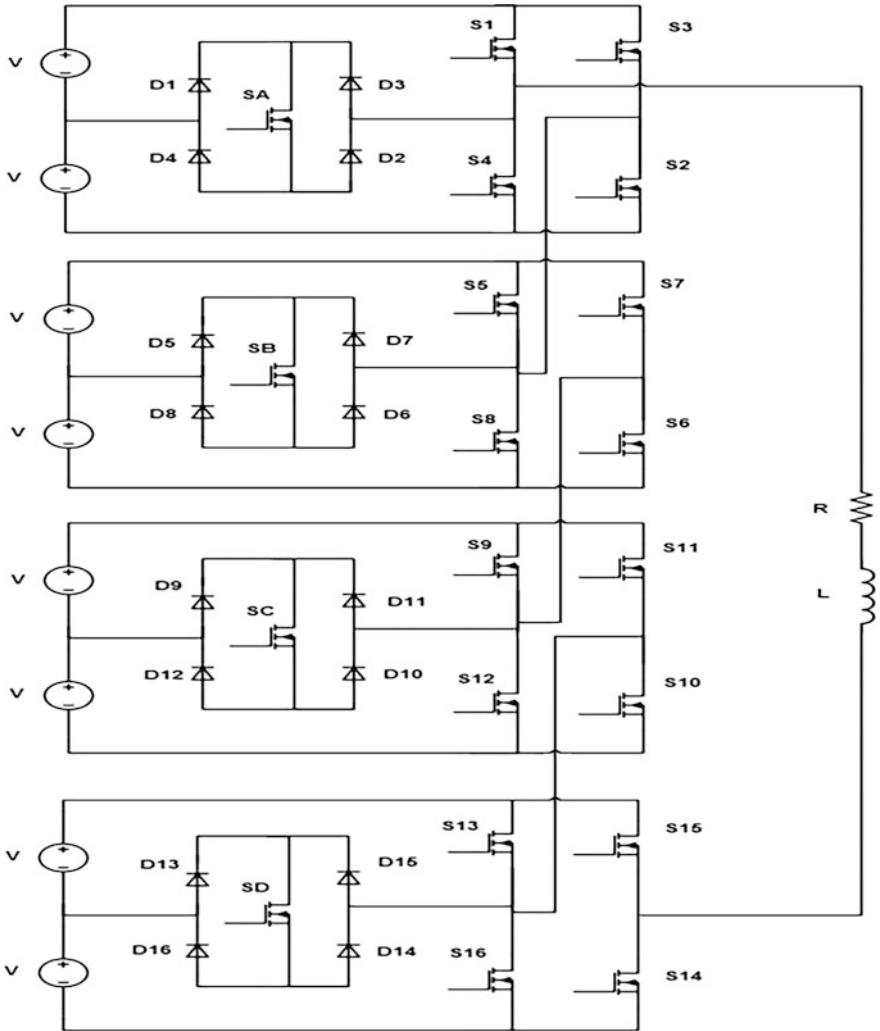 S1 S3
V + −
D1 SA D3
V + −
D4 D2 S4 S2
S5 S7
V + −
D5 SB D7
V + −
D8 D6 S8 S6
S9 S11
V + −
D9 SC D11
V + −
D12 D10 S12 S10
R
L
S13 S15
V + −
D13 SD D15
V + −
D16 D14 S16 S14